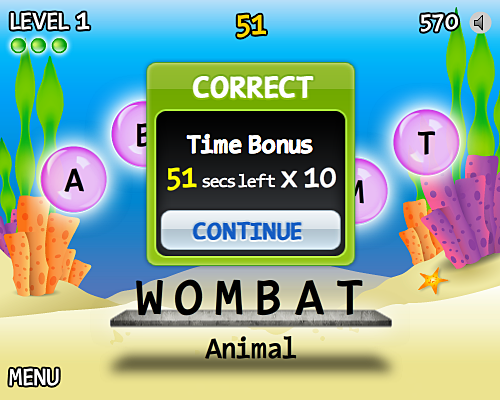 LEVEL 1
51
570
CORRECT
Time Bonus
51 secs left X 10
CONTINUE
A
B
M
T
WOMBAT
Animal
MENU